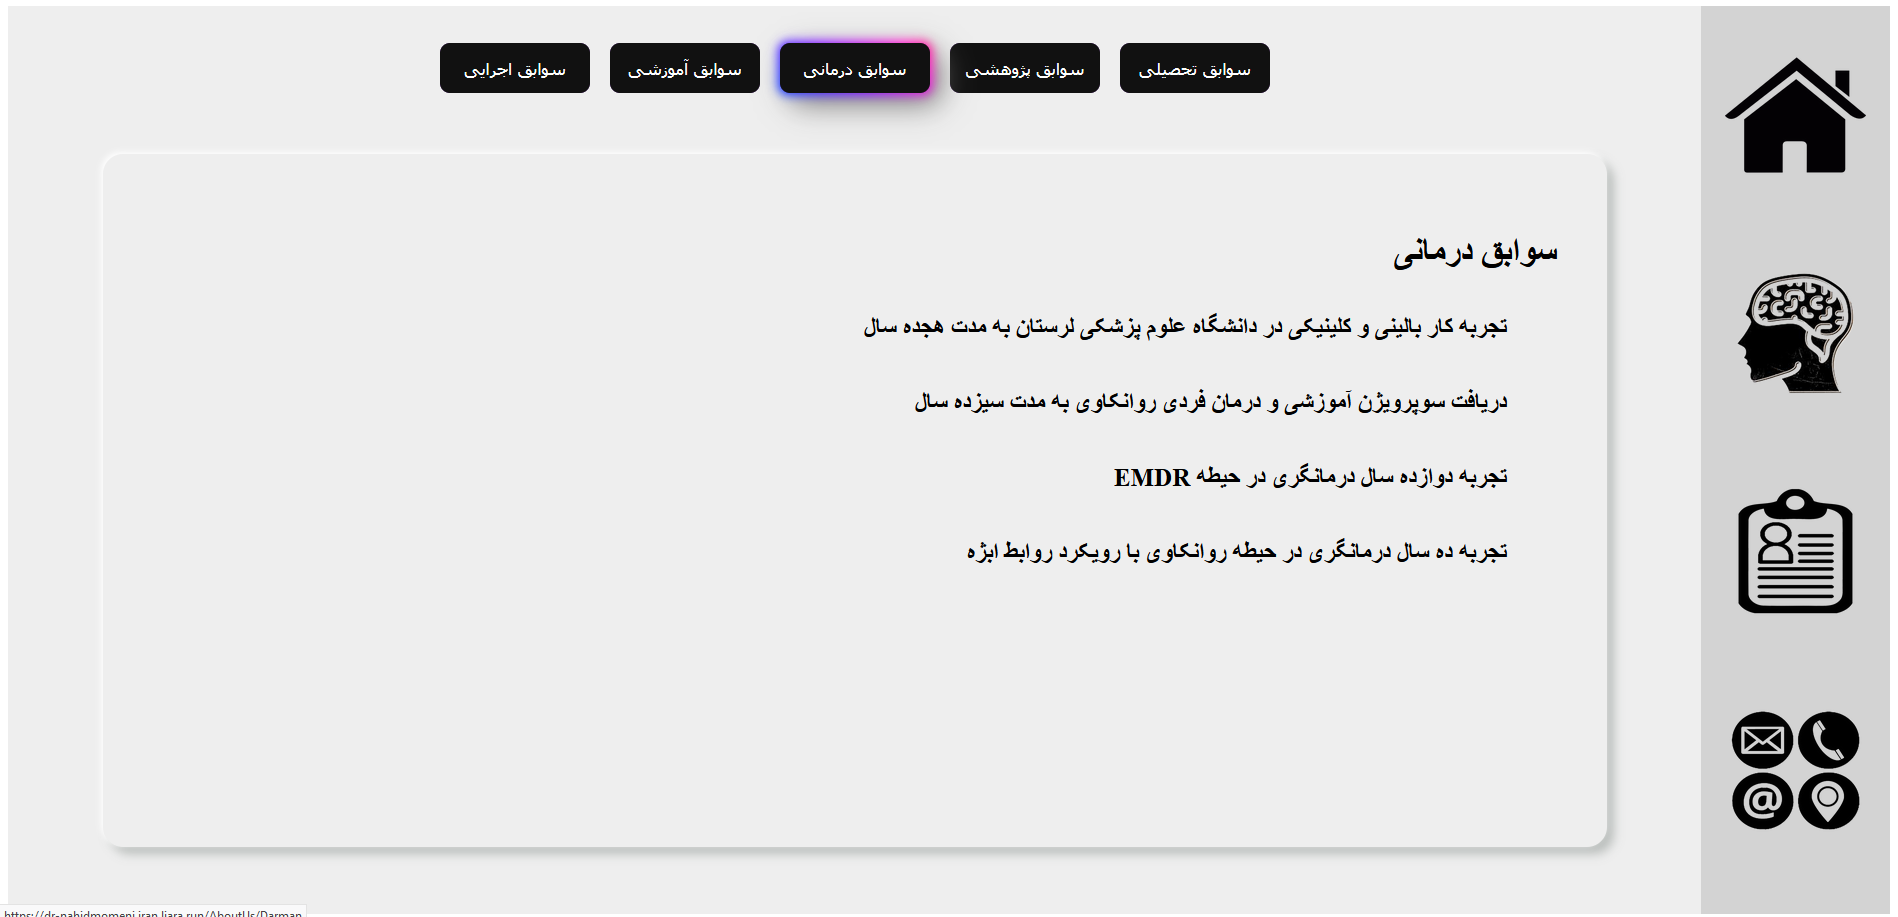 سوابق تحصیلی
سوابق پژوهشی
سوابق درمانی
سوابق آموزشی
سوابق اجرایی
سوابق درمانی
تجربه کار بالینی و کلینیکی در دانشگاه علوم پزشکی لرستان به مدت هجده سال
دریافت سوپرویژن آموزشی و درمان فردی روانکاوی به مدت سیزده سال
تجربه دوازده سال درمانگری در حیطه EMDR
تجربه ده سال درمانگری در حیطه روانکاوی با رویکرد روابط ابژه
@
https://dr-nahidmomeni.iran.liara.run/AboutUs/Darman